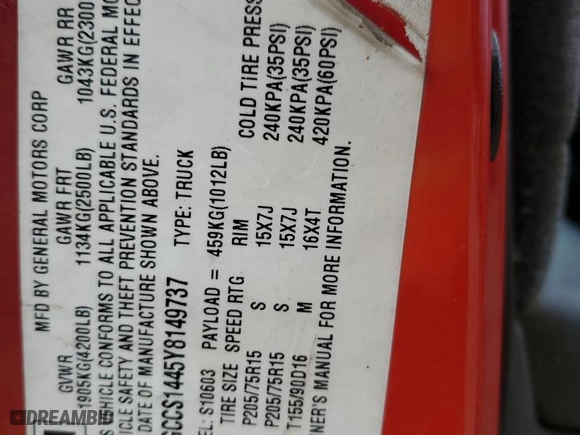 MFD BY GENERAL MOTORS CORP
GVWR GAWR FRT GAWR RR
1905KG(4200LB) 1134KG(2500LB) 1043KG(2300
VEHICLE CONFORMS TO ALL APPLICABLE U.S. FEDERAL MO
ICLE SAFETY AND THEFT PREVENTION STANDARDS IN EFFEC
DATE OF MANUFACTURE SHOWN ABOVE.
GCCS1445Y8149737 TYPE: TRUCK
EL: S10603 PAYLOAD = 459KG(1012LB)
TIRE SIZE SPEED RTG RIM COLD TIRE PRESS
P205/75R15 S 15X7J 240KPA(35PSI)
P205/75R15 S 15X7J 240KPA(35PSI)
T155/90D16 M 16X4T 420KPA(60PSI)
NER'S MANUAL FOR MORE INFORMATION.
DREAMBID